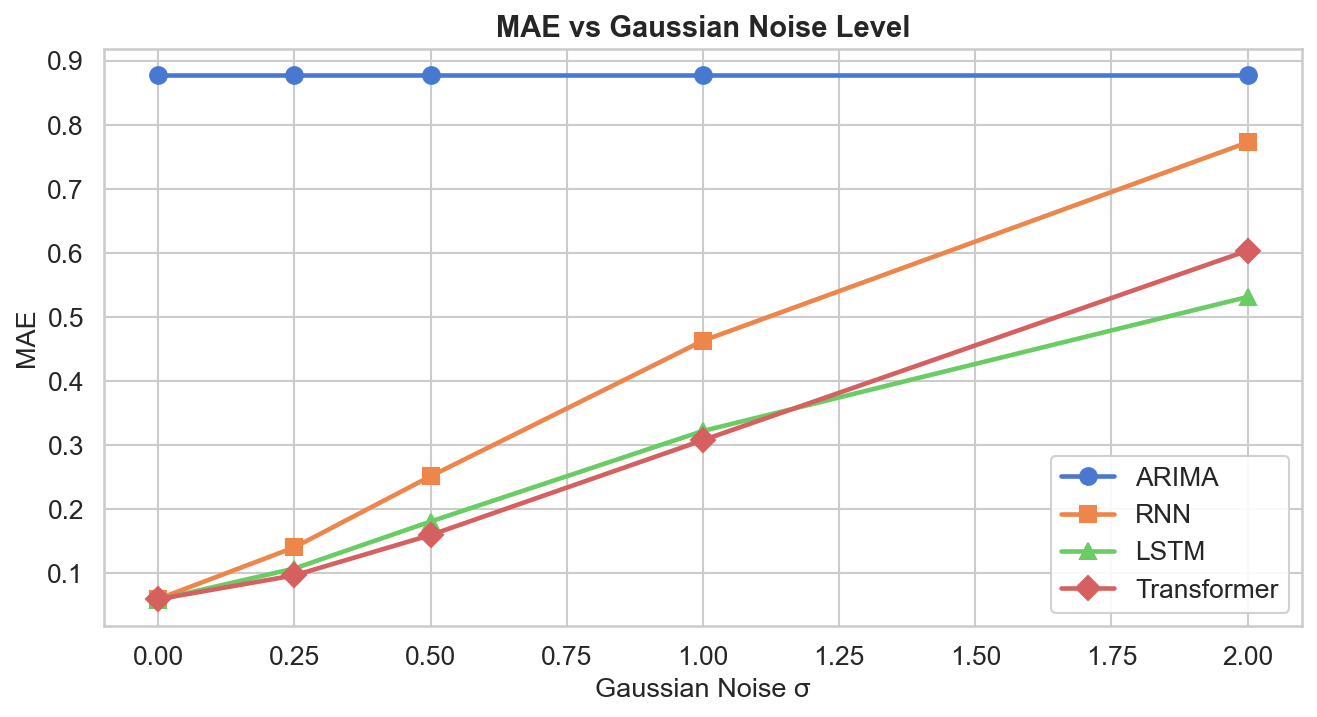 MAE vs Gaussian Noise Level
0.9
0.8
0.7
0.6
0.5
0.4
0.3
0.2
0.1
MAE
0.00 0.25 0.50 0.75 1.00 1.25 1.50 1.75 2.00
Gaussian Noise σ
ARIMA
RNN
LSTM
Transformer